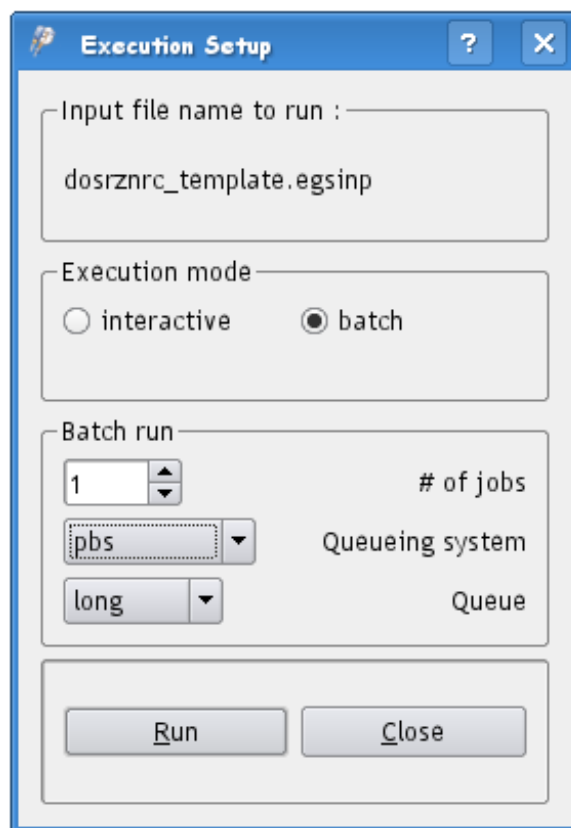 Execution Setup ? X
Input file name to run :
dosrznrc_template.egsinp
Execution mode
interactive batch
Batch run
1 # of jobs
pbs Queueing system
long Queue
Run Close